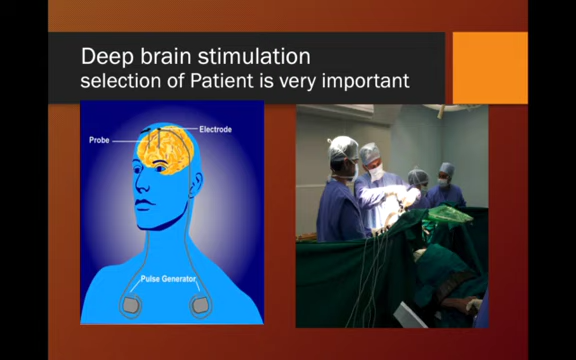 Deep brain stimulation
selection of Patient is very important
Electrode
Probe
Pulse Generator